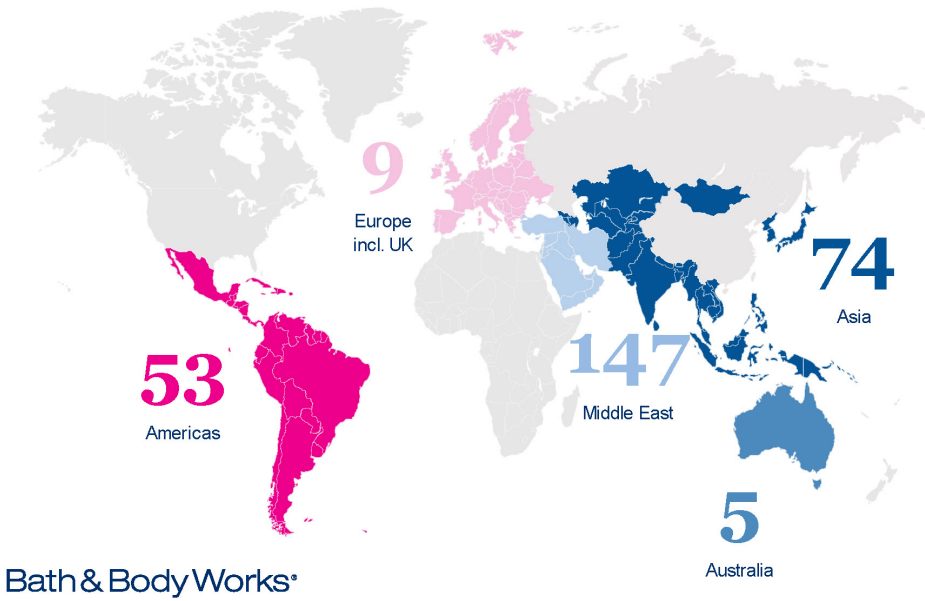 9
Europe
incl. UK
74
Asia
53
Americas
147
Middle East
5
Australia
Bath & Body Works®